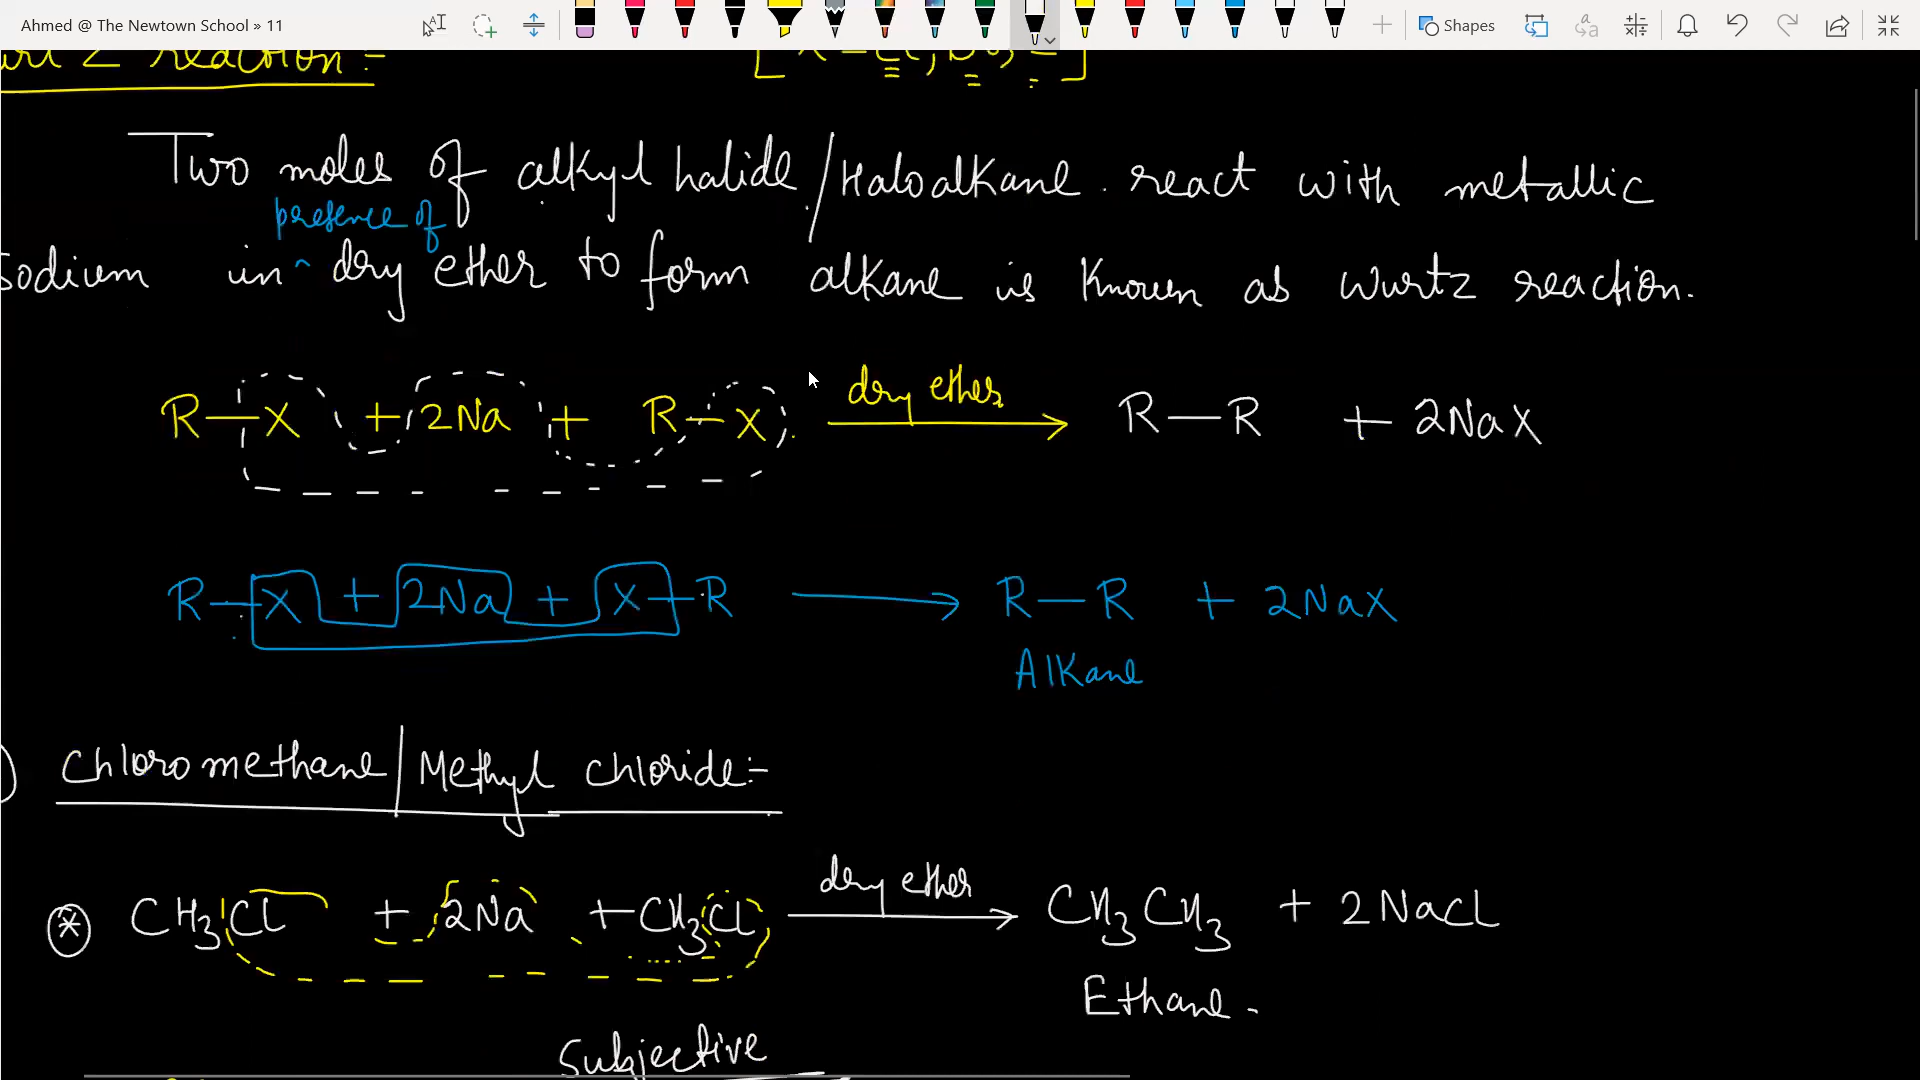 Ahmed @ The Newtown School » 11
Shapes
reaction :-
Two moles of alkyl halide / Haloalkane react with metallic
presence of
sodium in ^ dry ether to form alkane is known as Wurtz reaction.
R—X + 2Na + R—X dry ether → R—R + 2NaX
R—X + 2Na + X—R → R—R + 2NaX
Alkane
Chloromethane / Methyl chloride :-
* CH3Cl + 2Na + CH3Cl dry ether → CH3CH3 + 2NaCl
Ethane.
Subjective